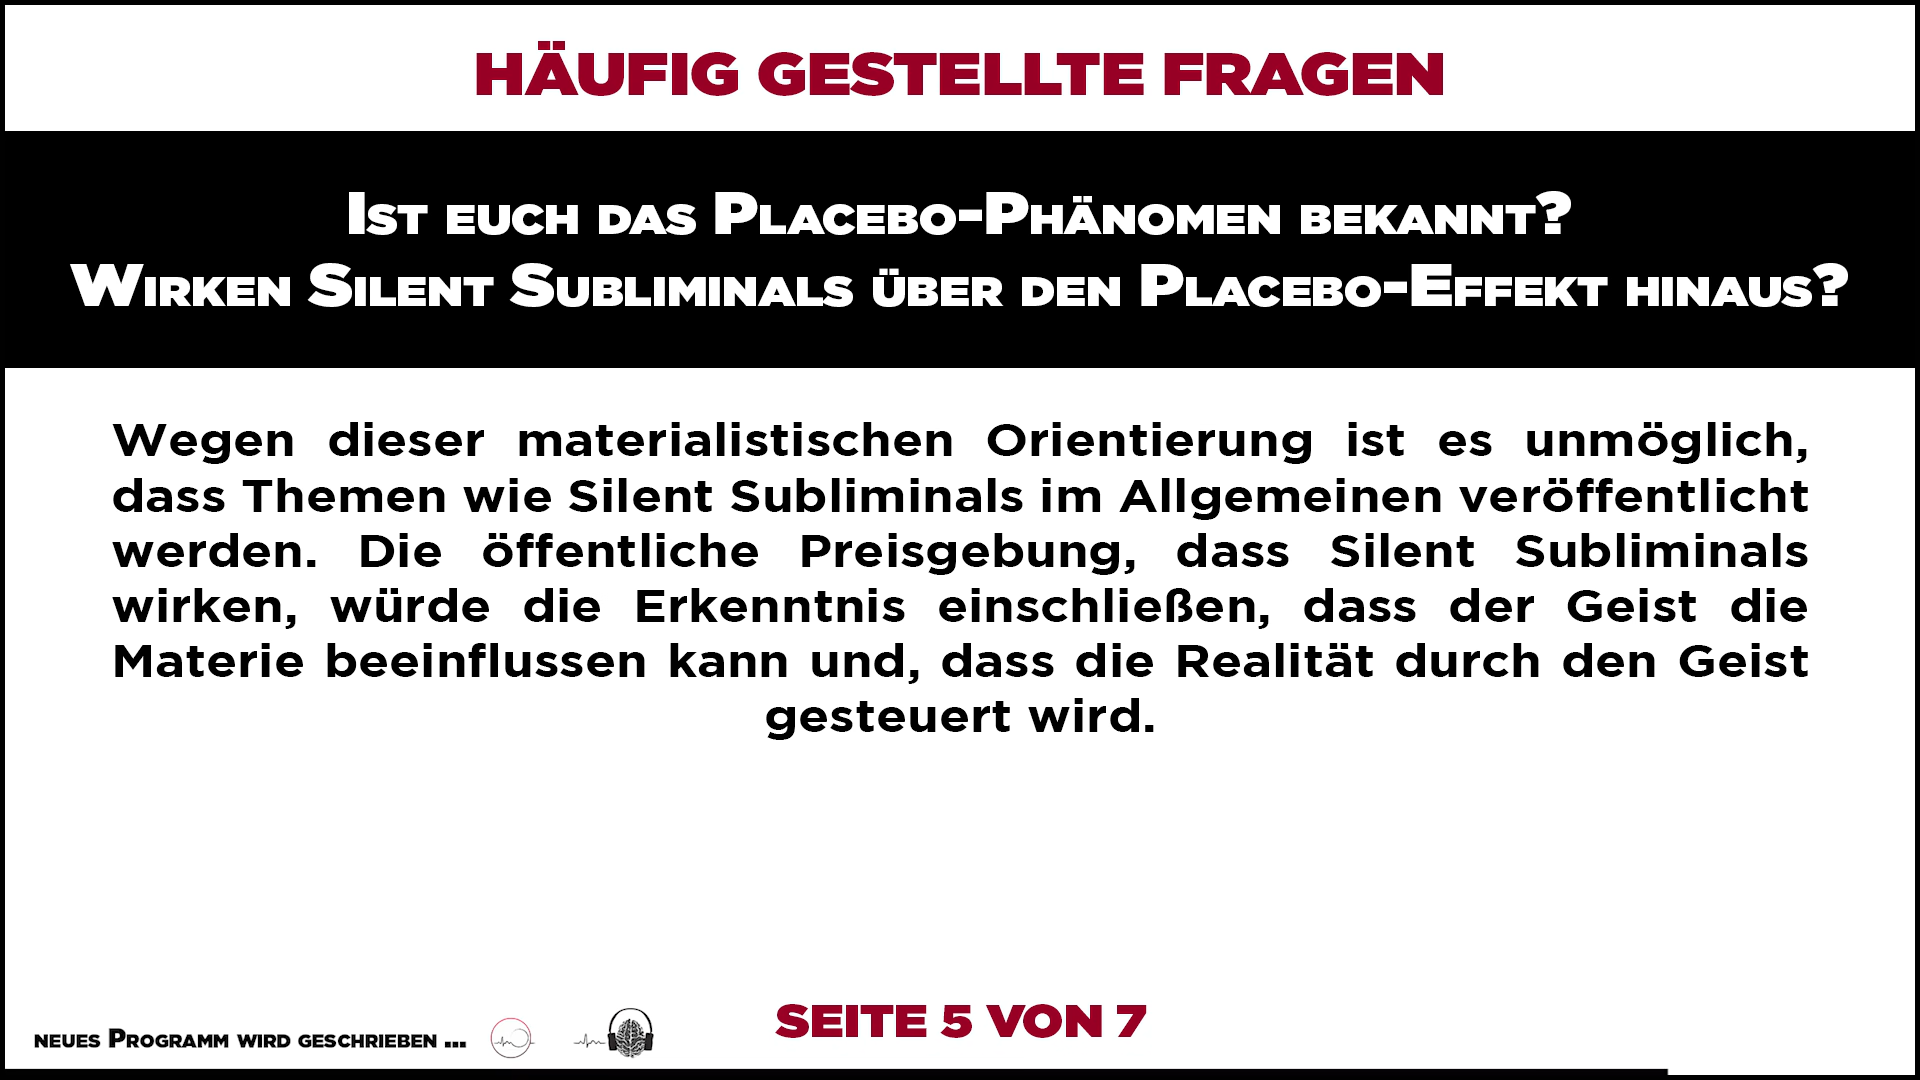 HÄUFIG GESTELLTE FRAGEN
Ist euch das Placebo-Phänomen bekannt?
Wirken Silent Subliminals über den Placebo-Effekt hinaus?
Wegen dieser materialistischen Orientierung ist es unmöglich,
dass Themen wie Silent Subliminals im Allgemeinen veröffentlicht
werden. Die öffentliche Preisgebung, dass Silent Subliminals
wirken, würde die Erkenntnis einschließen, dass der Geist die
Materie beeinflussen kann und, dass die Realität durch den Geist
gesteuert wird.
SEITE 5 VON 7
neues Programm wird geschrieben ...